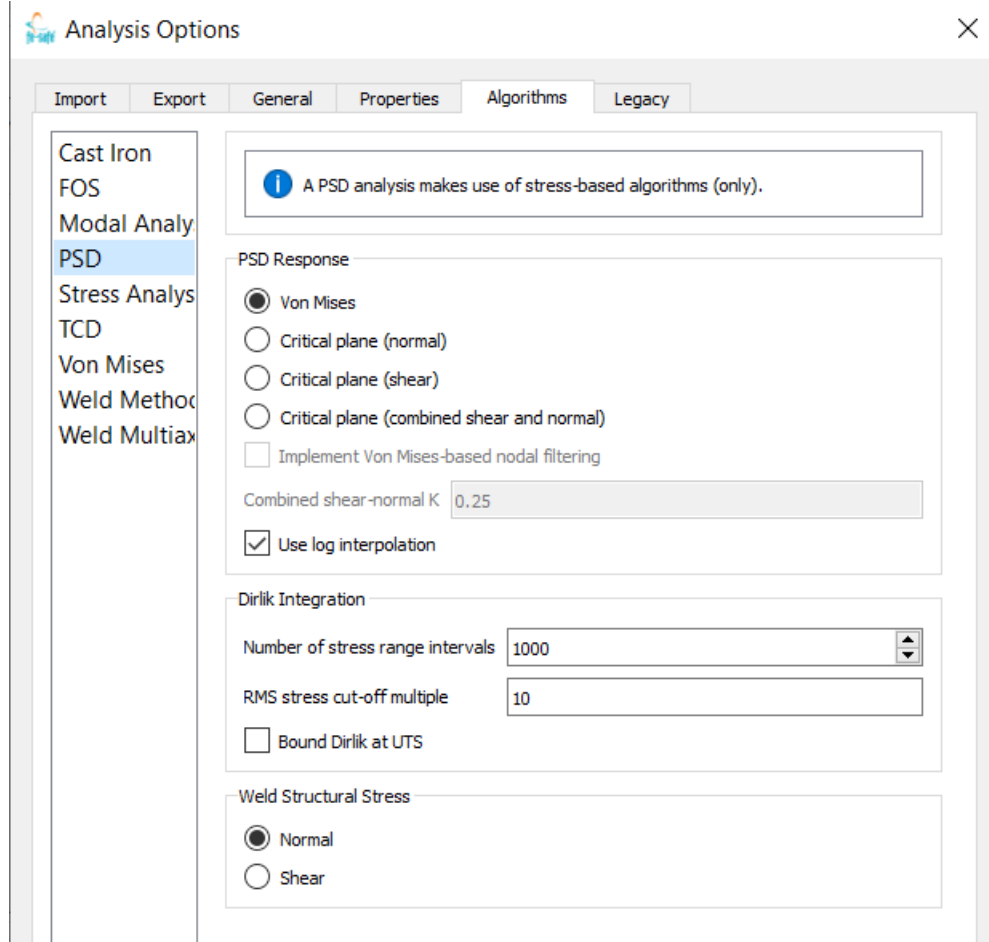 Analysis Options
Import Export General Properties Algorithms Legacy
Cast Iron
FOS
Modal Analy
PSD
Stress Analys
TCD
Von Mises
Weld Method
Weld Multiax
A PSD analysis makes use of stress-based algorithms (only).
PSD Response
Von Mises
Critical plane (normal)
Critical plane (shear)
Critical plane (combined shear and normal)
Implement Von Mises-based nodal filtering
Combined shear-normal K 0.25
Use log interpolation
Dirlik Integration
Number of stress range intervals 1000
RMS stress cut-off multiple 10
Bound Dirlik at UTS
Weld Structural Stress
Normal
Shear